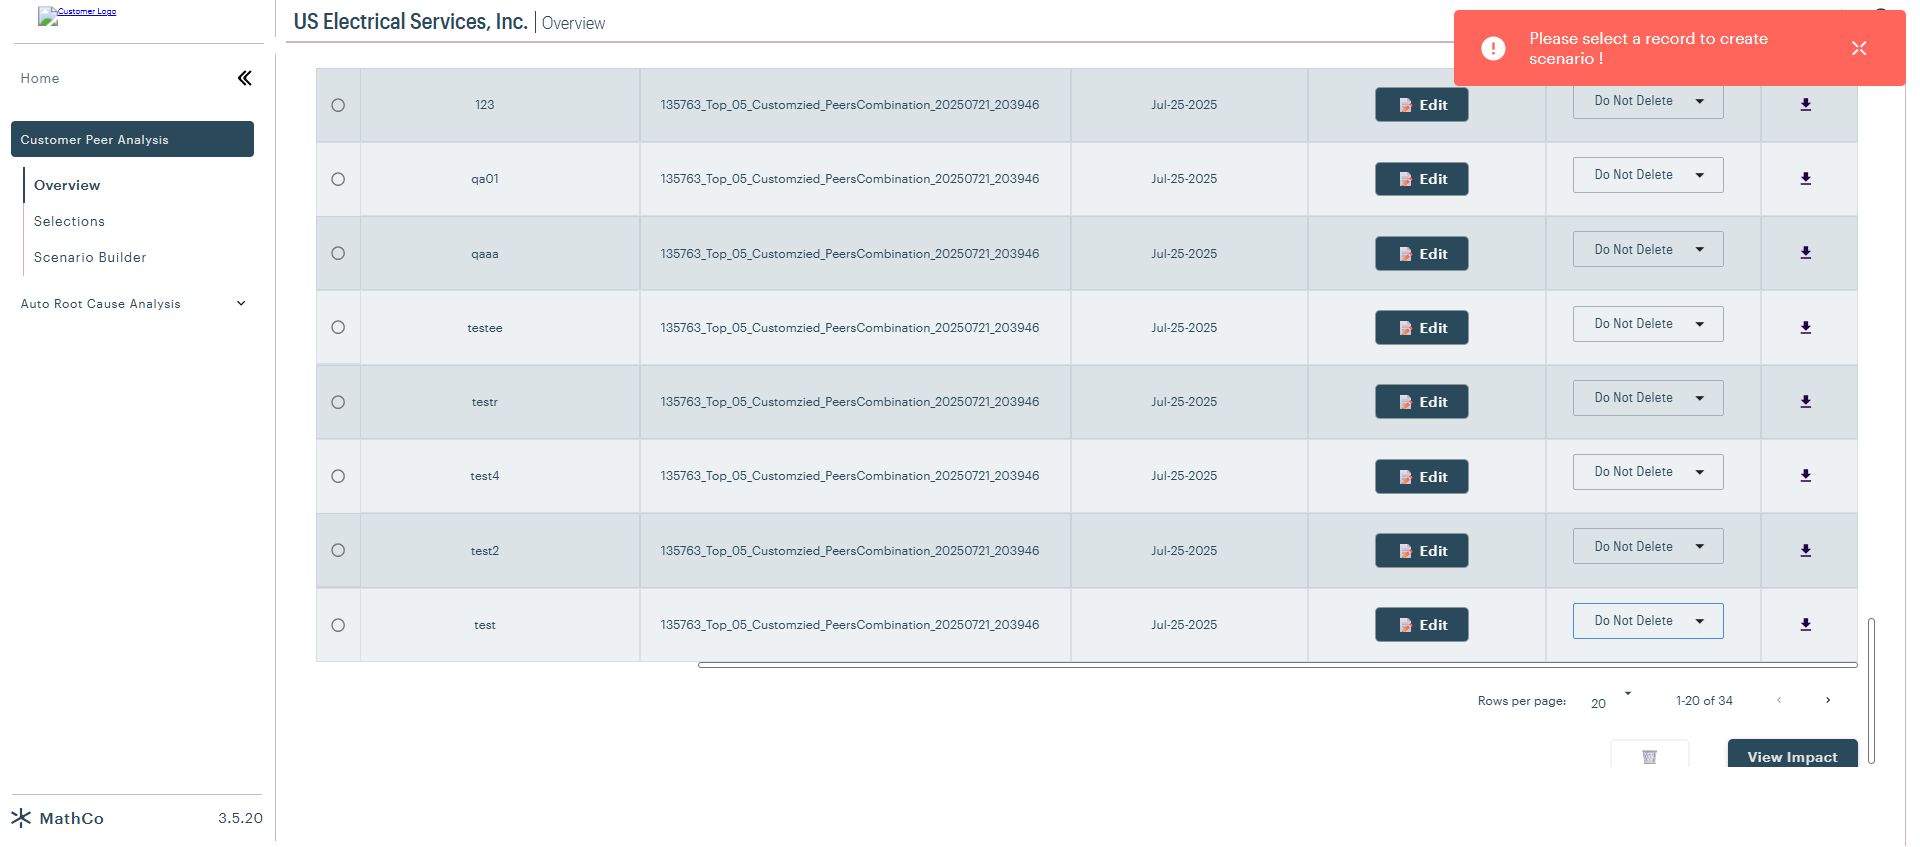 Customer Logo
US Electrical Services, Inc. | Overview
Please select a record to create
scenario !
Home
Customer Peer Analysis
Overview
Selections
Scenario Builder
Auto Root Cause Analysis
123 135763_Top_05_Customzied_PeersCombination_20250721_203946 Jul-25-2025 Edit Do Not Delete
qa01 135763_Top_05_Customzied_PeersCombination_20250721_203946 Jul-25-2025 Edit Do Not Delete
qaaa 135763_Top_05_Customzied_PeersCombination_20250721_203946 Jul-25-2025 Edit Do Not Delete
testee 135763_Top_05_Customzied_PeersCombination_20250721_203946 Jul-25-2025 Edit Do Not Delete
testr 135763_Top_05_Customzied_PeersCombination_20250721_203946 Jul-25-2025 Edit Do Not Delete
test4 135763_Top_05_Customzied_PeersCombination_20250721_203946 Jul-25-2025 Edit Do Not Delete
test2 135763_Top_05_Customzied_PeersCombination_20250721_203946 Jul-25-2025 Edit Do Not Delete
test 135763_Top_05_Customzied_PeersCombination_20250721_203946 Jul-25-2025 Edit Do Not Delete
Rows per page: 20 1-20 of 34
View Impact
MathCo 3.5.20